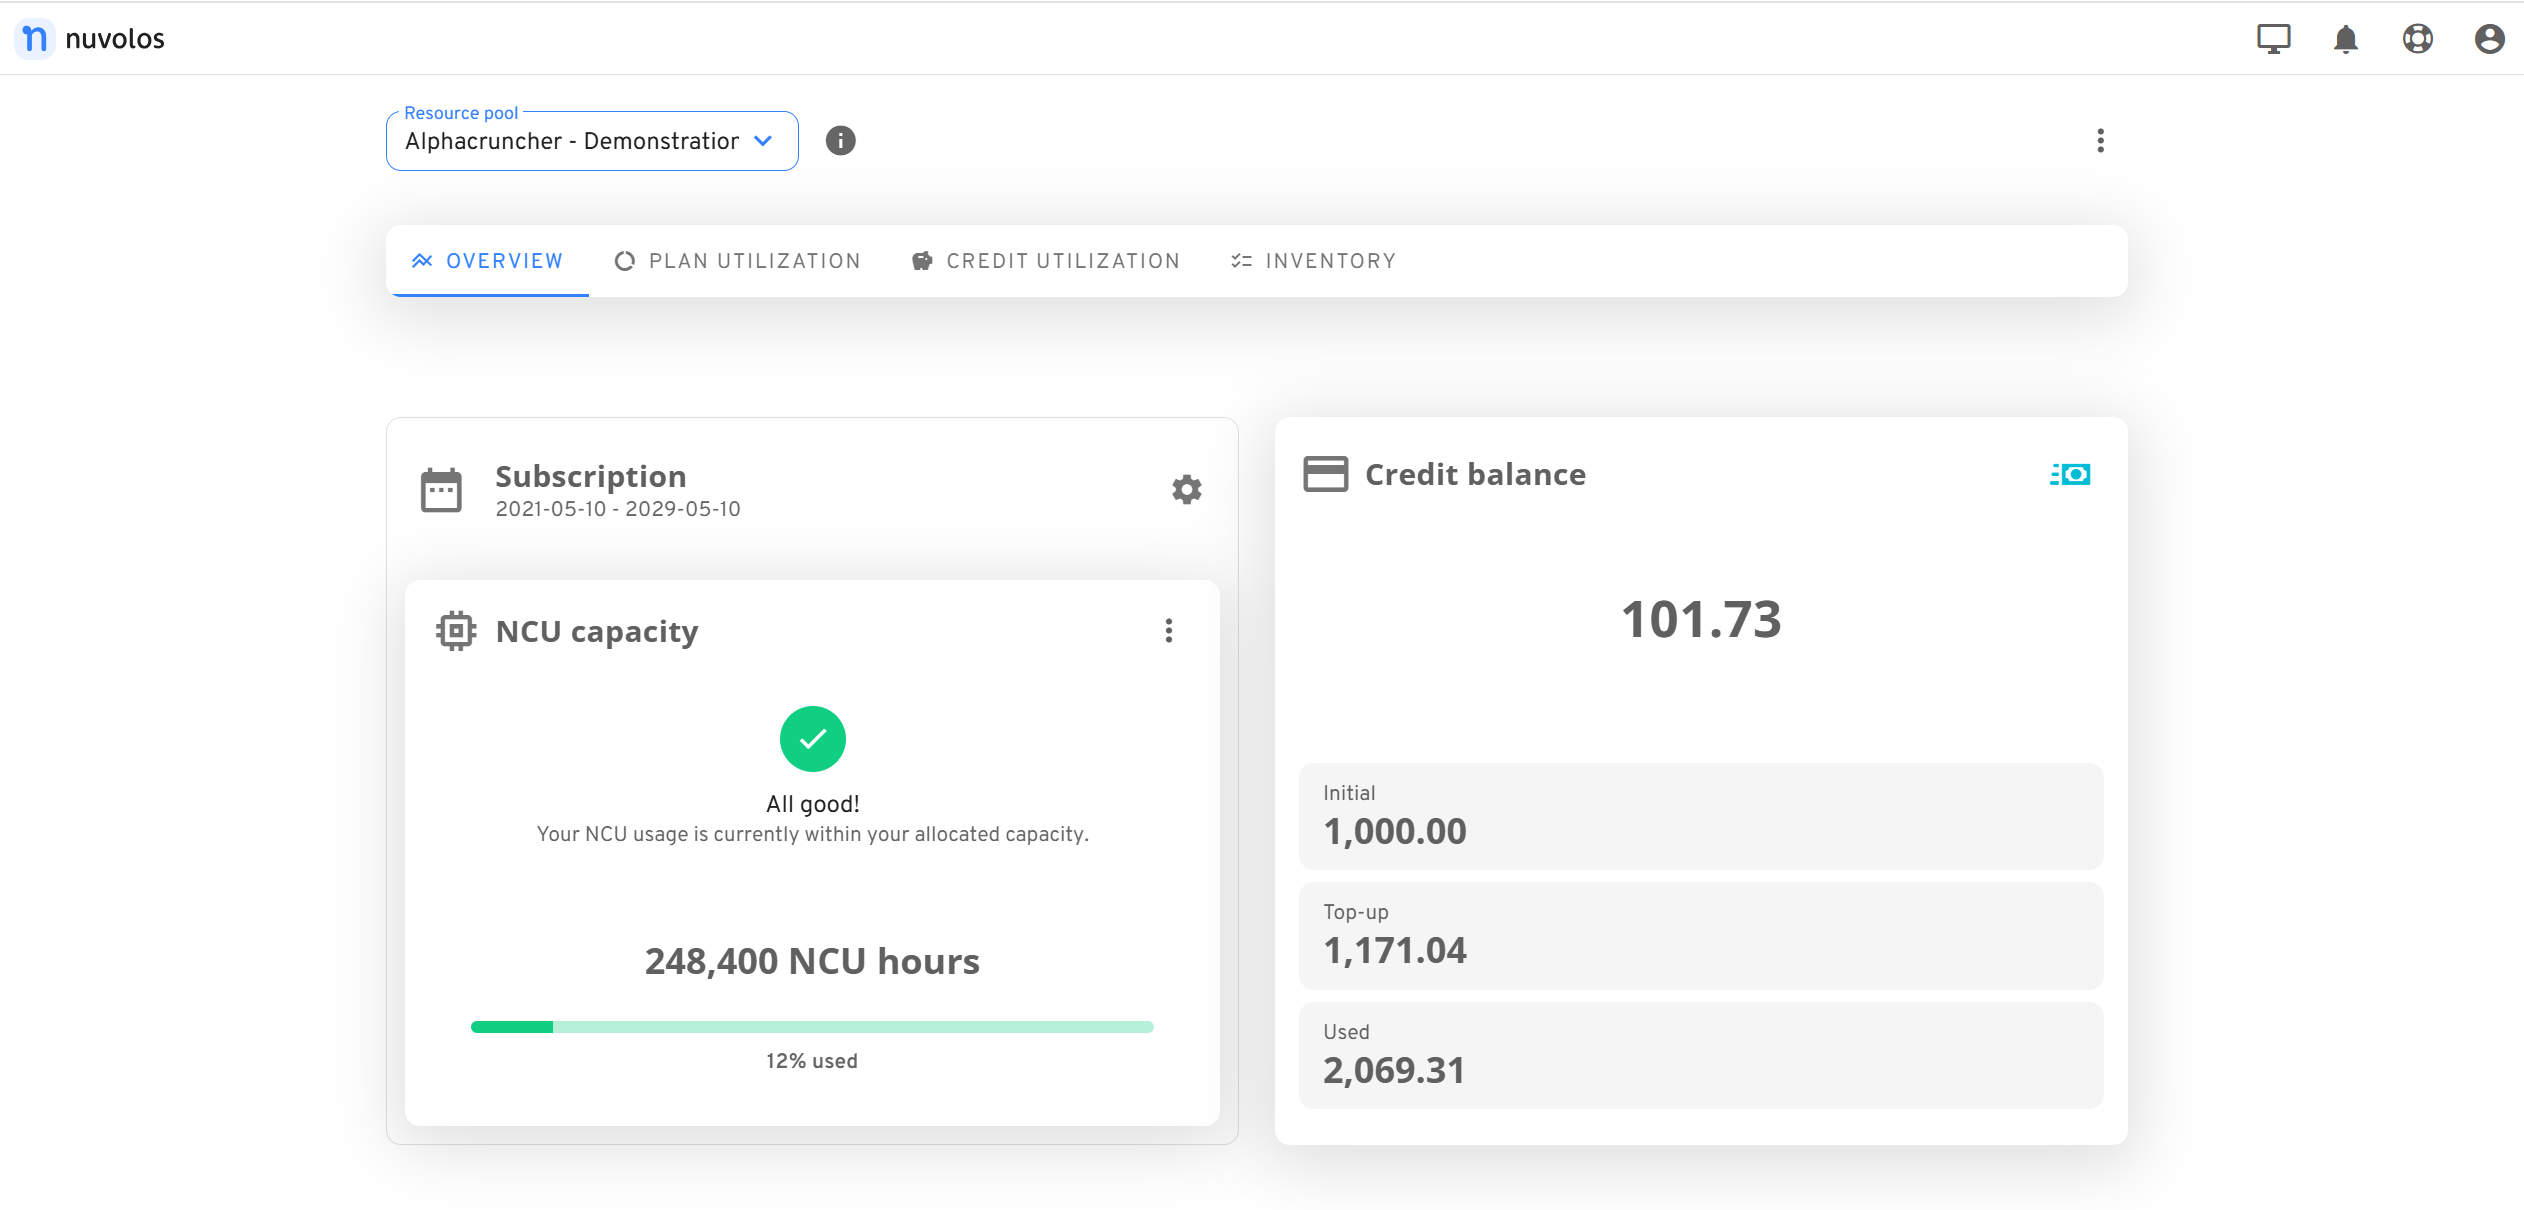 nuvolos
Resource pool
Alphacruncher - Demonstration
OVERVIEW
PLAN UTILIZATION
CREDIT UTILIZATION
INVENTORY
Subscription
2021-05-10 - 2029-05-10
NCU capacity
All good!
Your NCU usage is currently within your allocated capacity.
248,400 NCU hours
12% used
Credit balance
101.73
Initial
1,000.00
Top-up
1,171.04
Used
2,069.31